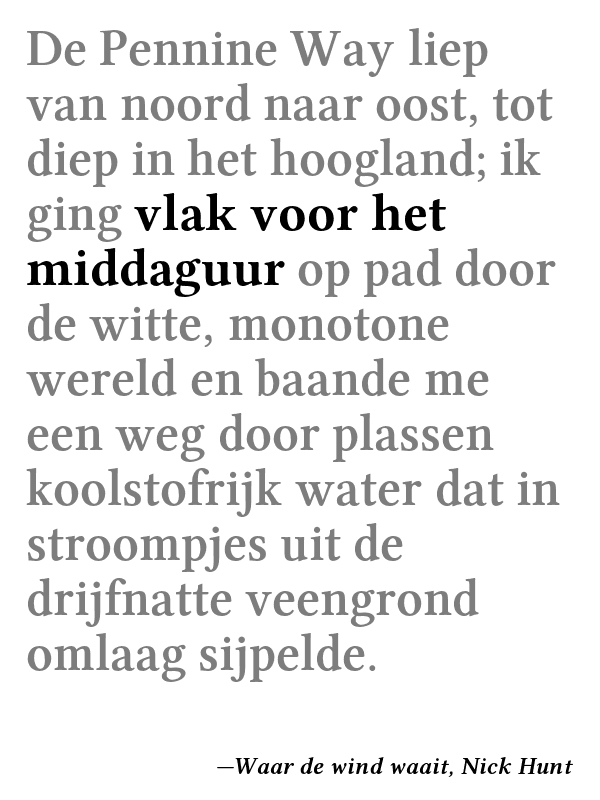 De Pennine Way liep
van noord naar oost, tot
diep in het hoogland; ik
ging vlak voor het
middaguur op pad door
de witte, monotone
wereld en baande me
een weg door plassen
koolstofrijk water dat in
stroompjes uit de
drijfnatte veengrond
omlaag sijpelde.
—Waar de wind waait, Nick Hunt